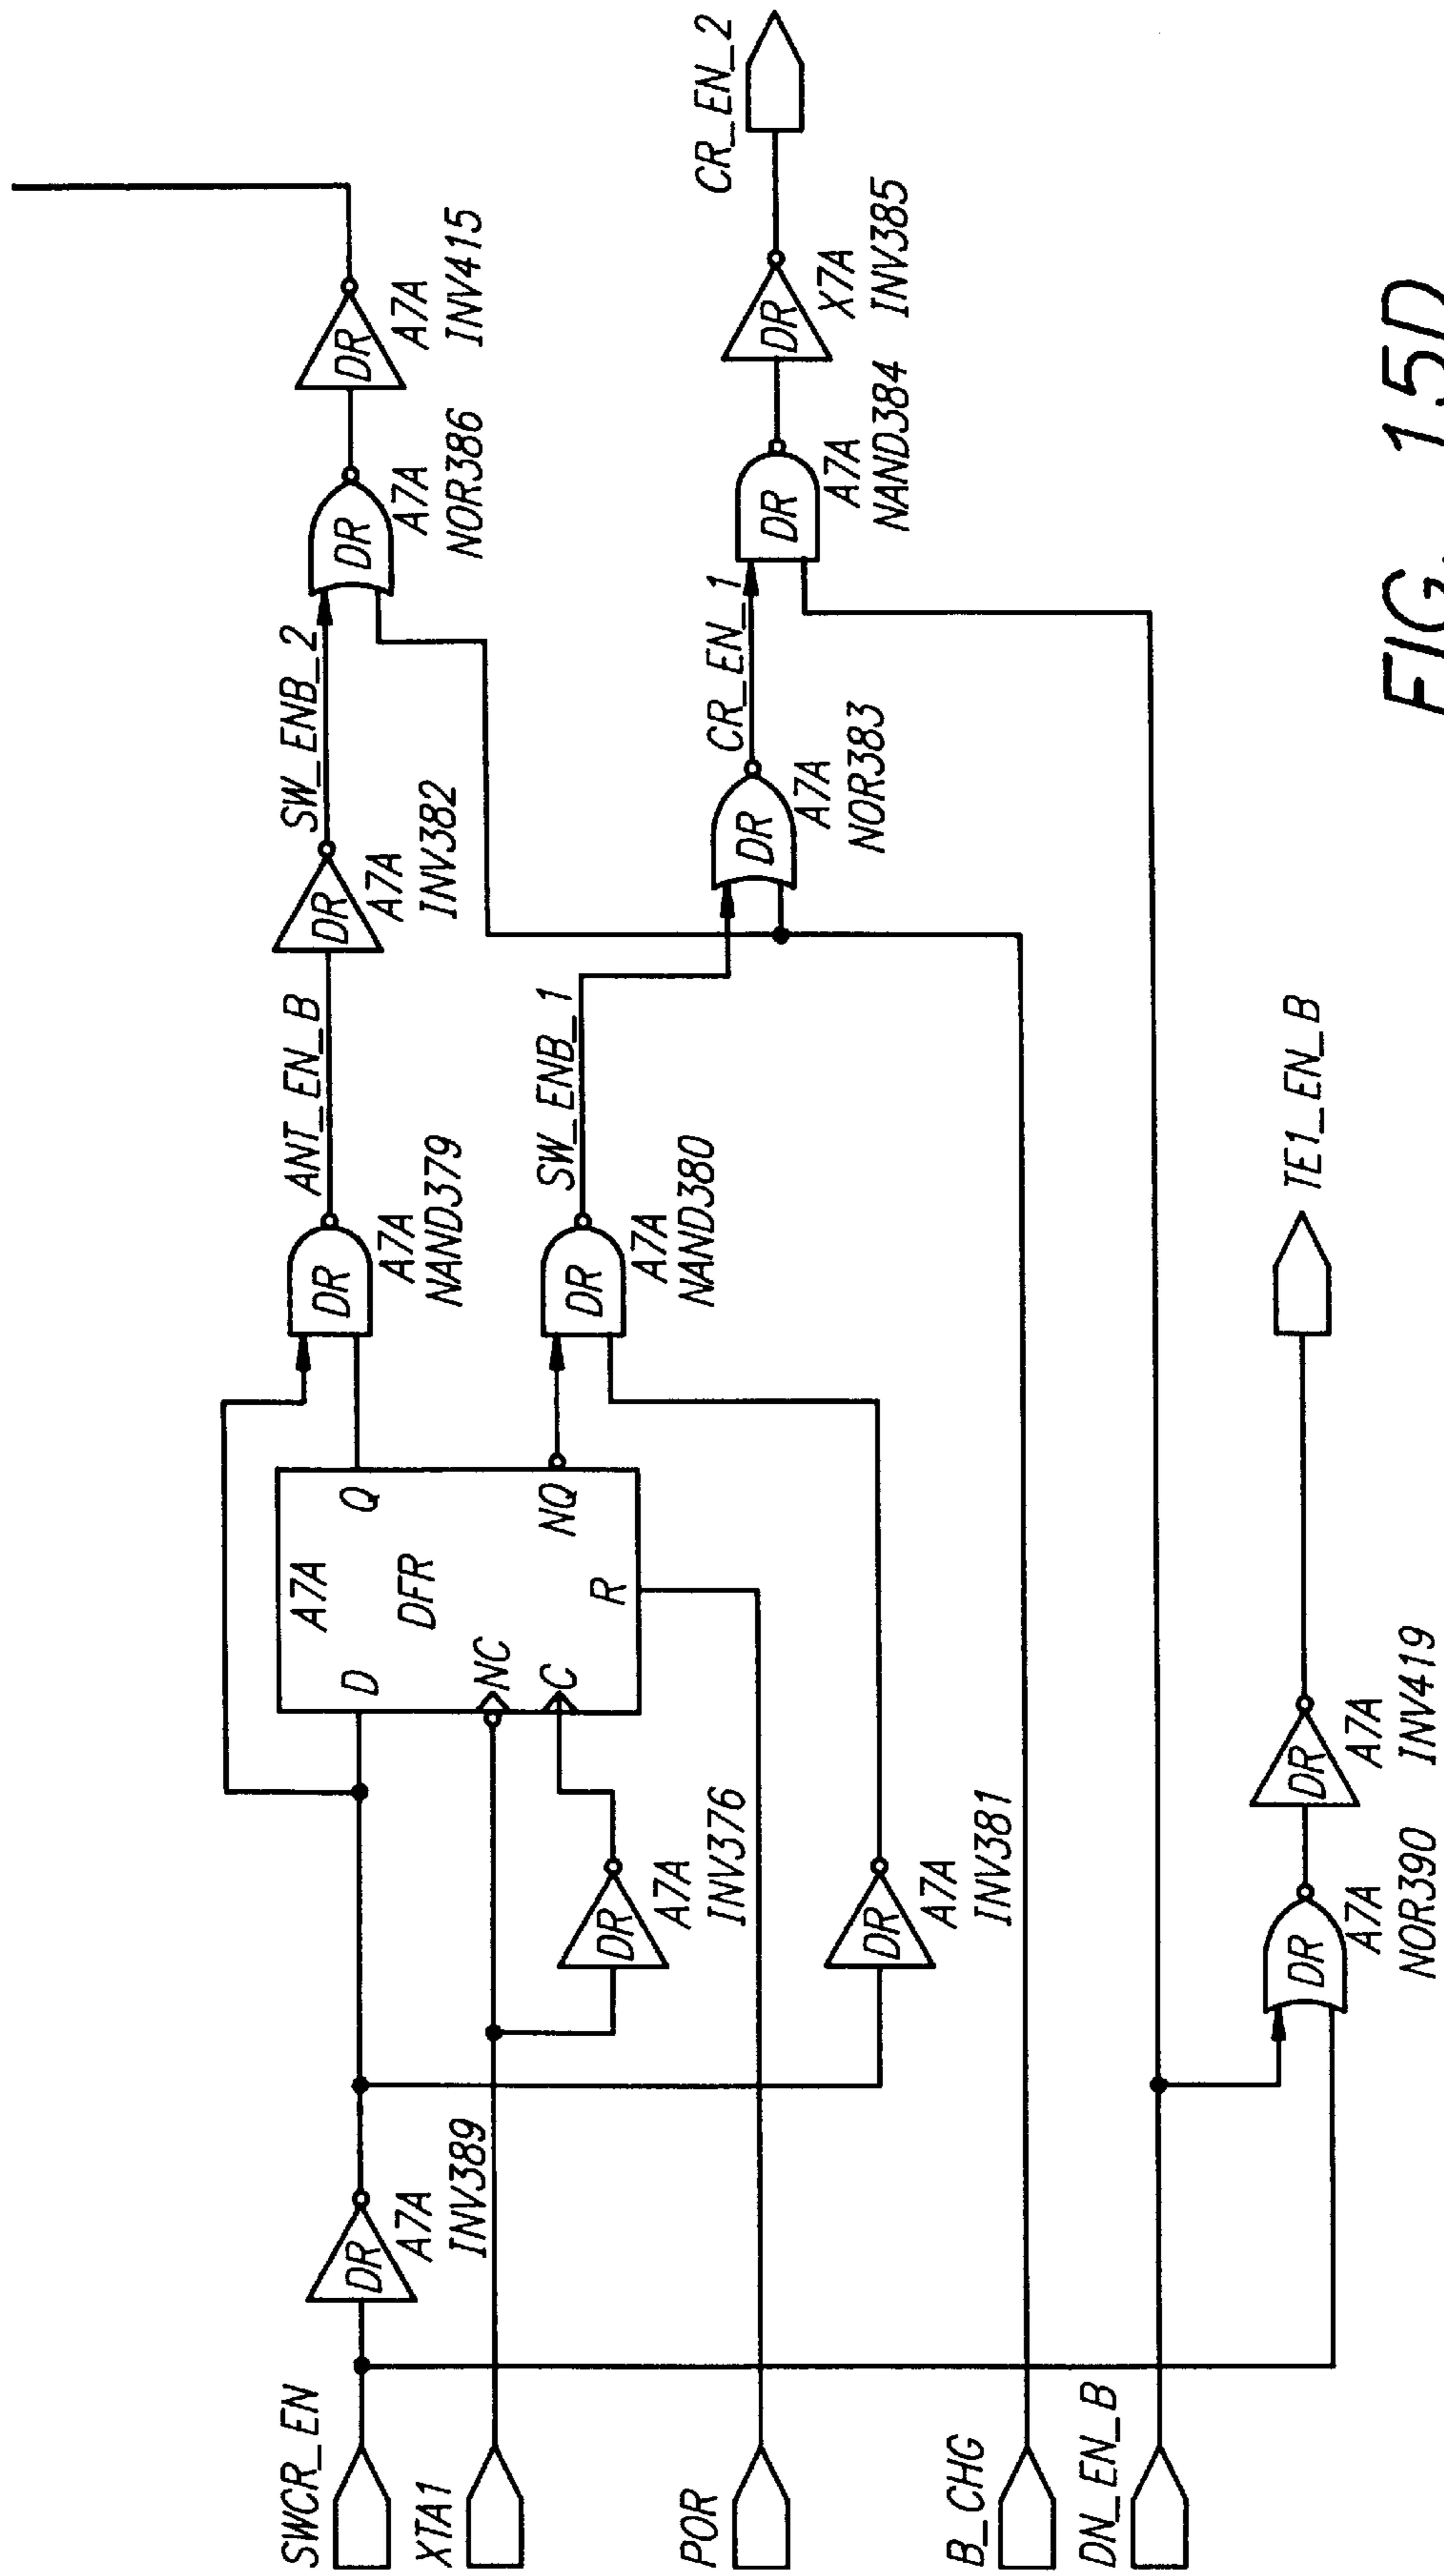 SWCR_EN
DR
A7A
INV389
XTA1
DR
A7A
INV376
POR
DR
A7A
INV381
B_CHG
DN_EN_B
DR
A7A
NOR390
DR
A7A
INV419
TE1_EN_B
A7A
DFR
D
NC
C
R
Q
NQ
DR
A7A
NAND379
ANT_EN_B
DR
A7A
INV382
SW_ENB_2
DR
A7A
NOR386
DR
A7A
INV415
DR
A7A
NAND380
SW_ENB_1
DR
A7A
NOR383
CR_EN_1
DR
A7A
NAND384
DR
X7A
INV385
CR_EN_2
FIG. 15D